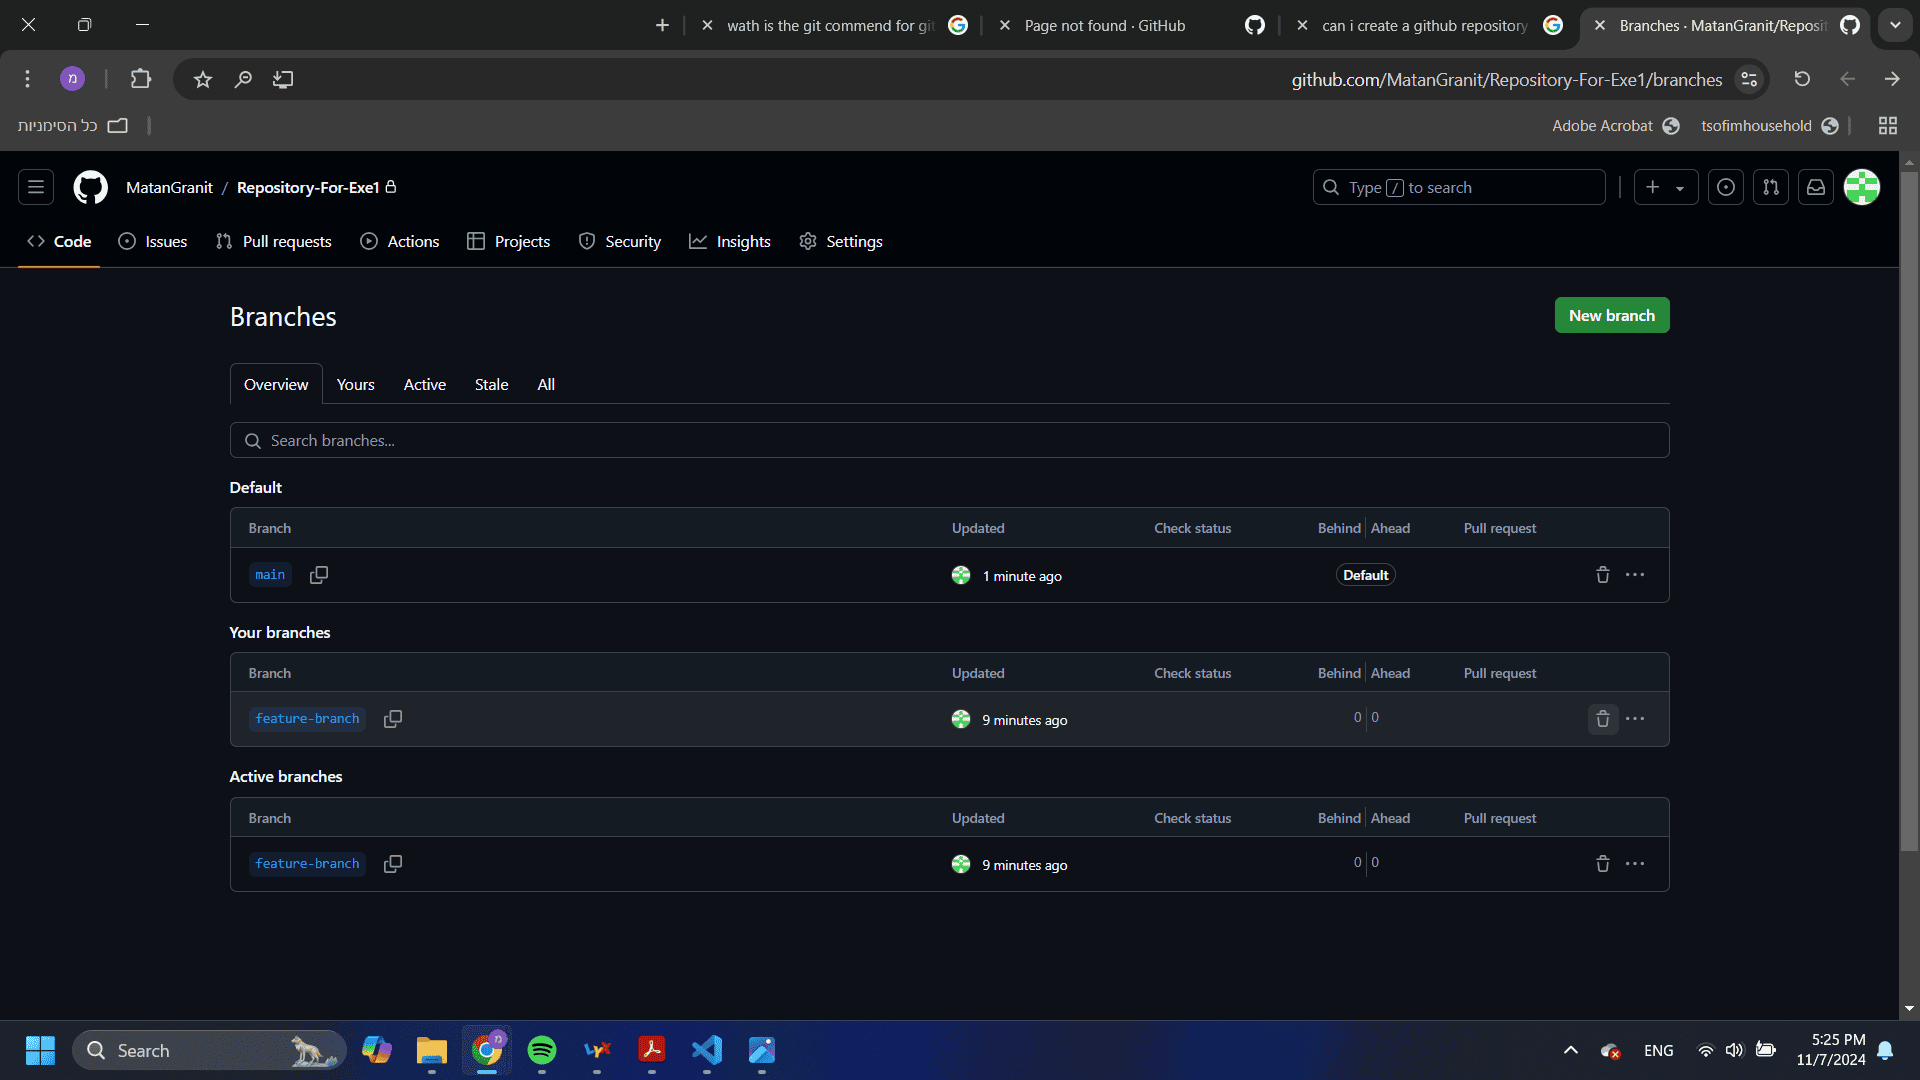 wath is the git commend for gi
Page not found · GitHub
can i create a github repository
Branches · MatanGranit/Reposit
מ
github.com/MatanGranit/Repository-For-Exe1/branches
כל הסימניות
Adobe Acrobat
tsofimhousehold
MatanGranit / Repository-For-Exe1
Type / to search
Code
Issues
Pull requests
Actions
Projects
Security
Insights
Settings
Branches
New branch
Overview
Yours
Active
Stale
All
Search branches...
Default
Branch Updated Check status Behind Ahead Pull request
main 1 minute ago Default
Your branches
Branch Updated Check status Behind Ahead Pull request
feature-branch 9 minutes ago 0 0
Active branches
Branch Updated Check status Behind Ahead Pull request
feature-branch 9 minutes ago 0 0
Search
מ
ENG
5:25 PM
11/7/2024